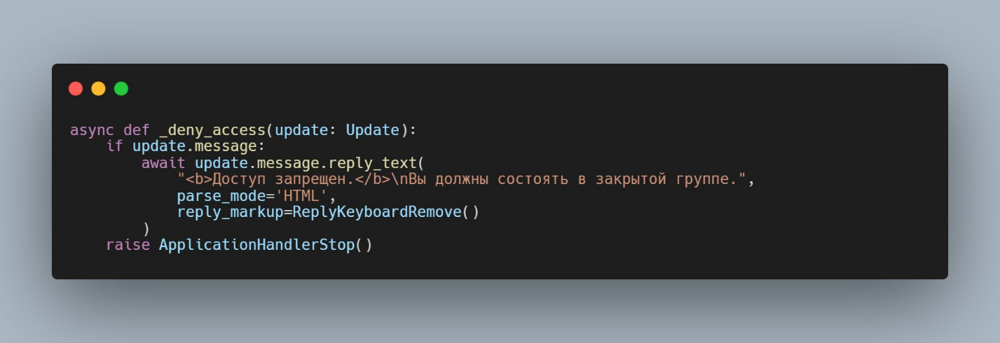 async def _deny_access(update: Update):
    if update.message:
        await update.message.reply_text(
            "<b>Доступ запрещен.</b>\nВы должны состоять в закрытой группе.",
            parse_mode='HTML',
            reply_markup=ReplyKeyboardRemove()
        )
    raise ApplicationHandlerStop()